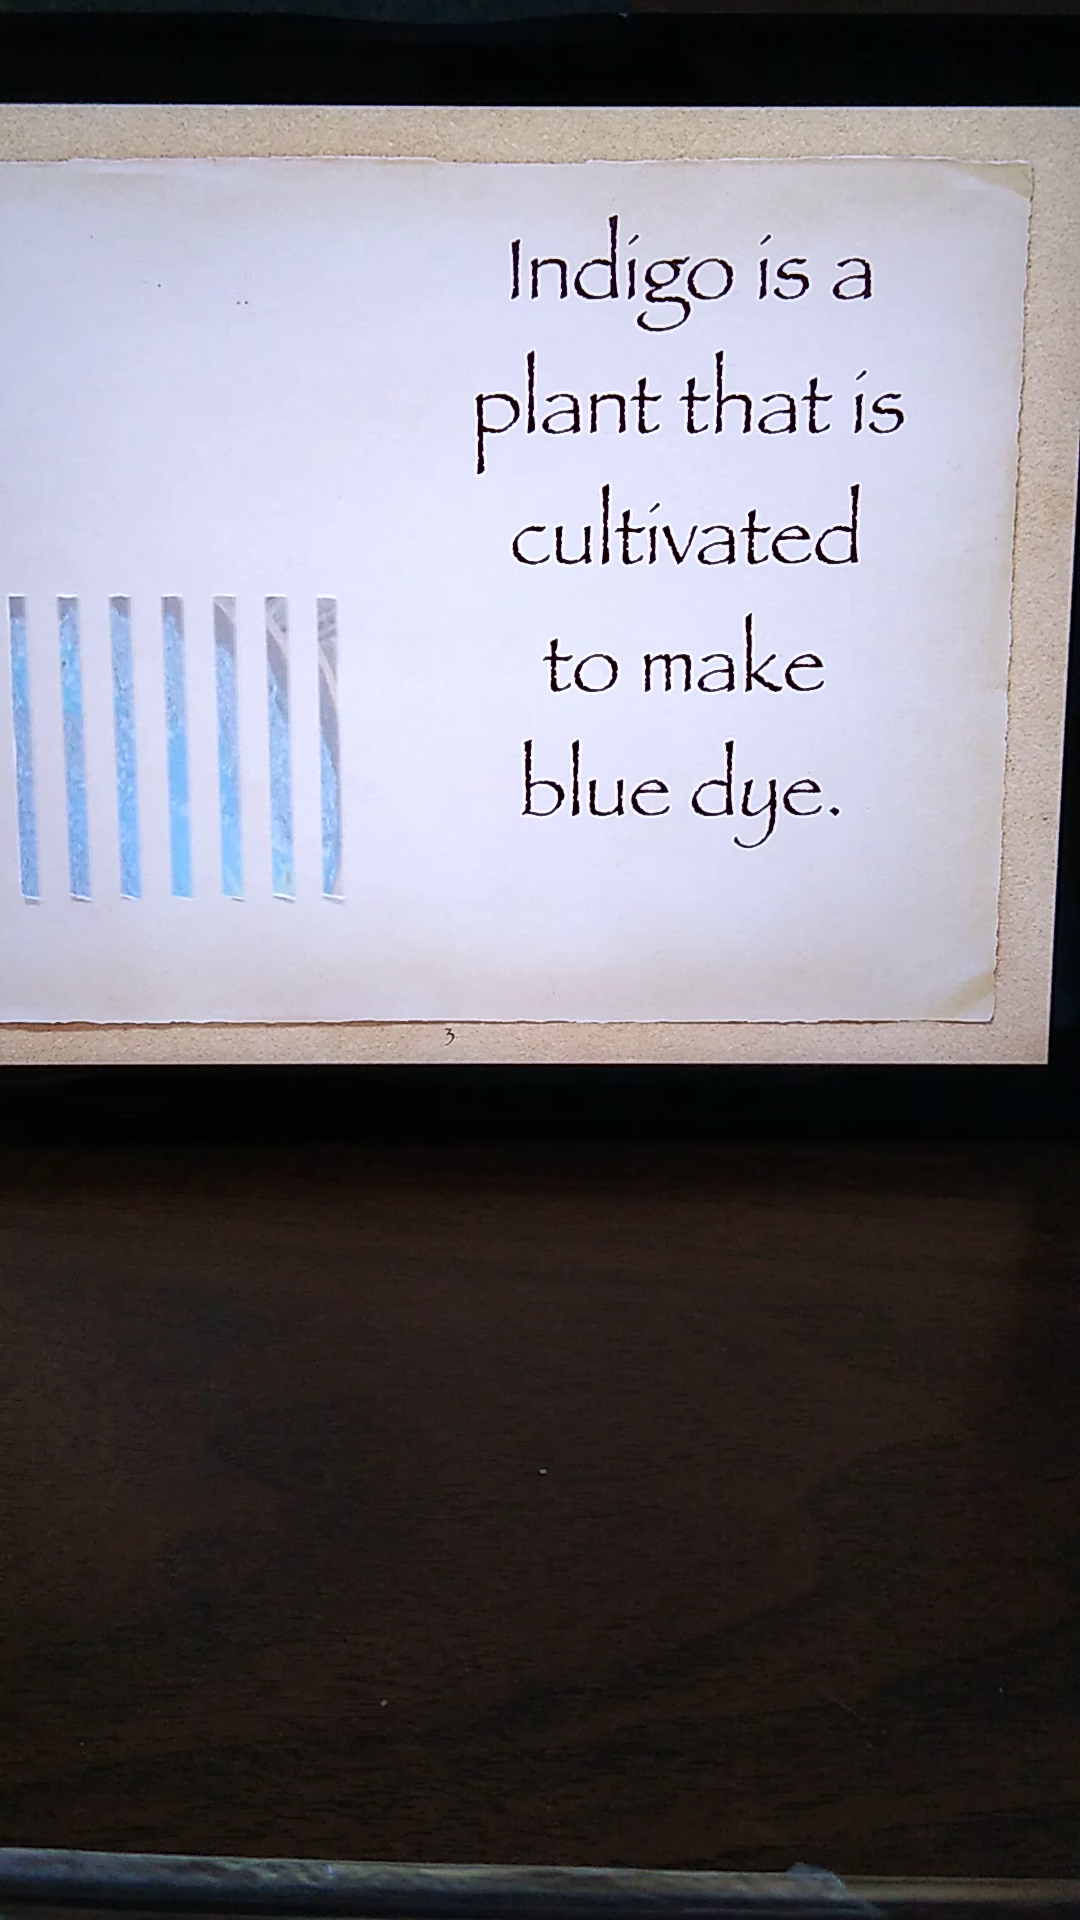 Indigo is a
plant that is
cultivated
to make
blue dye.
3